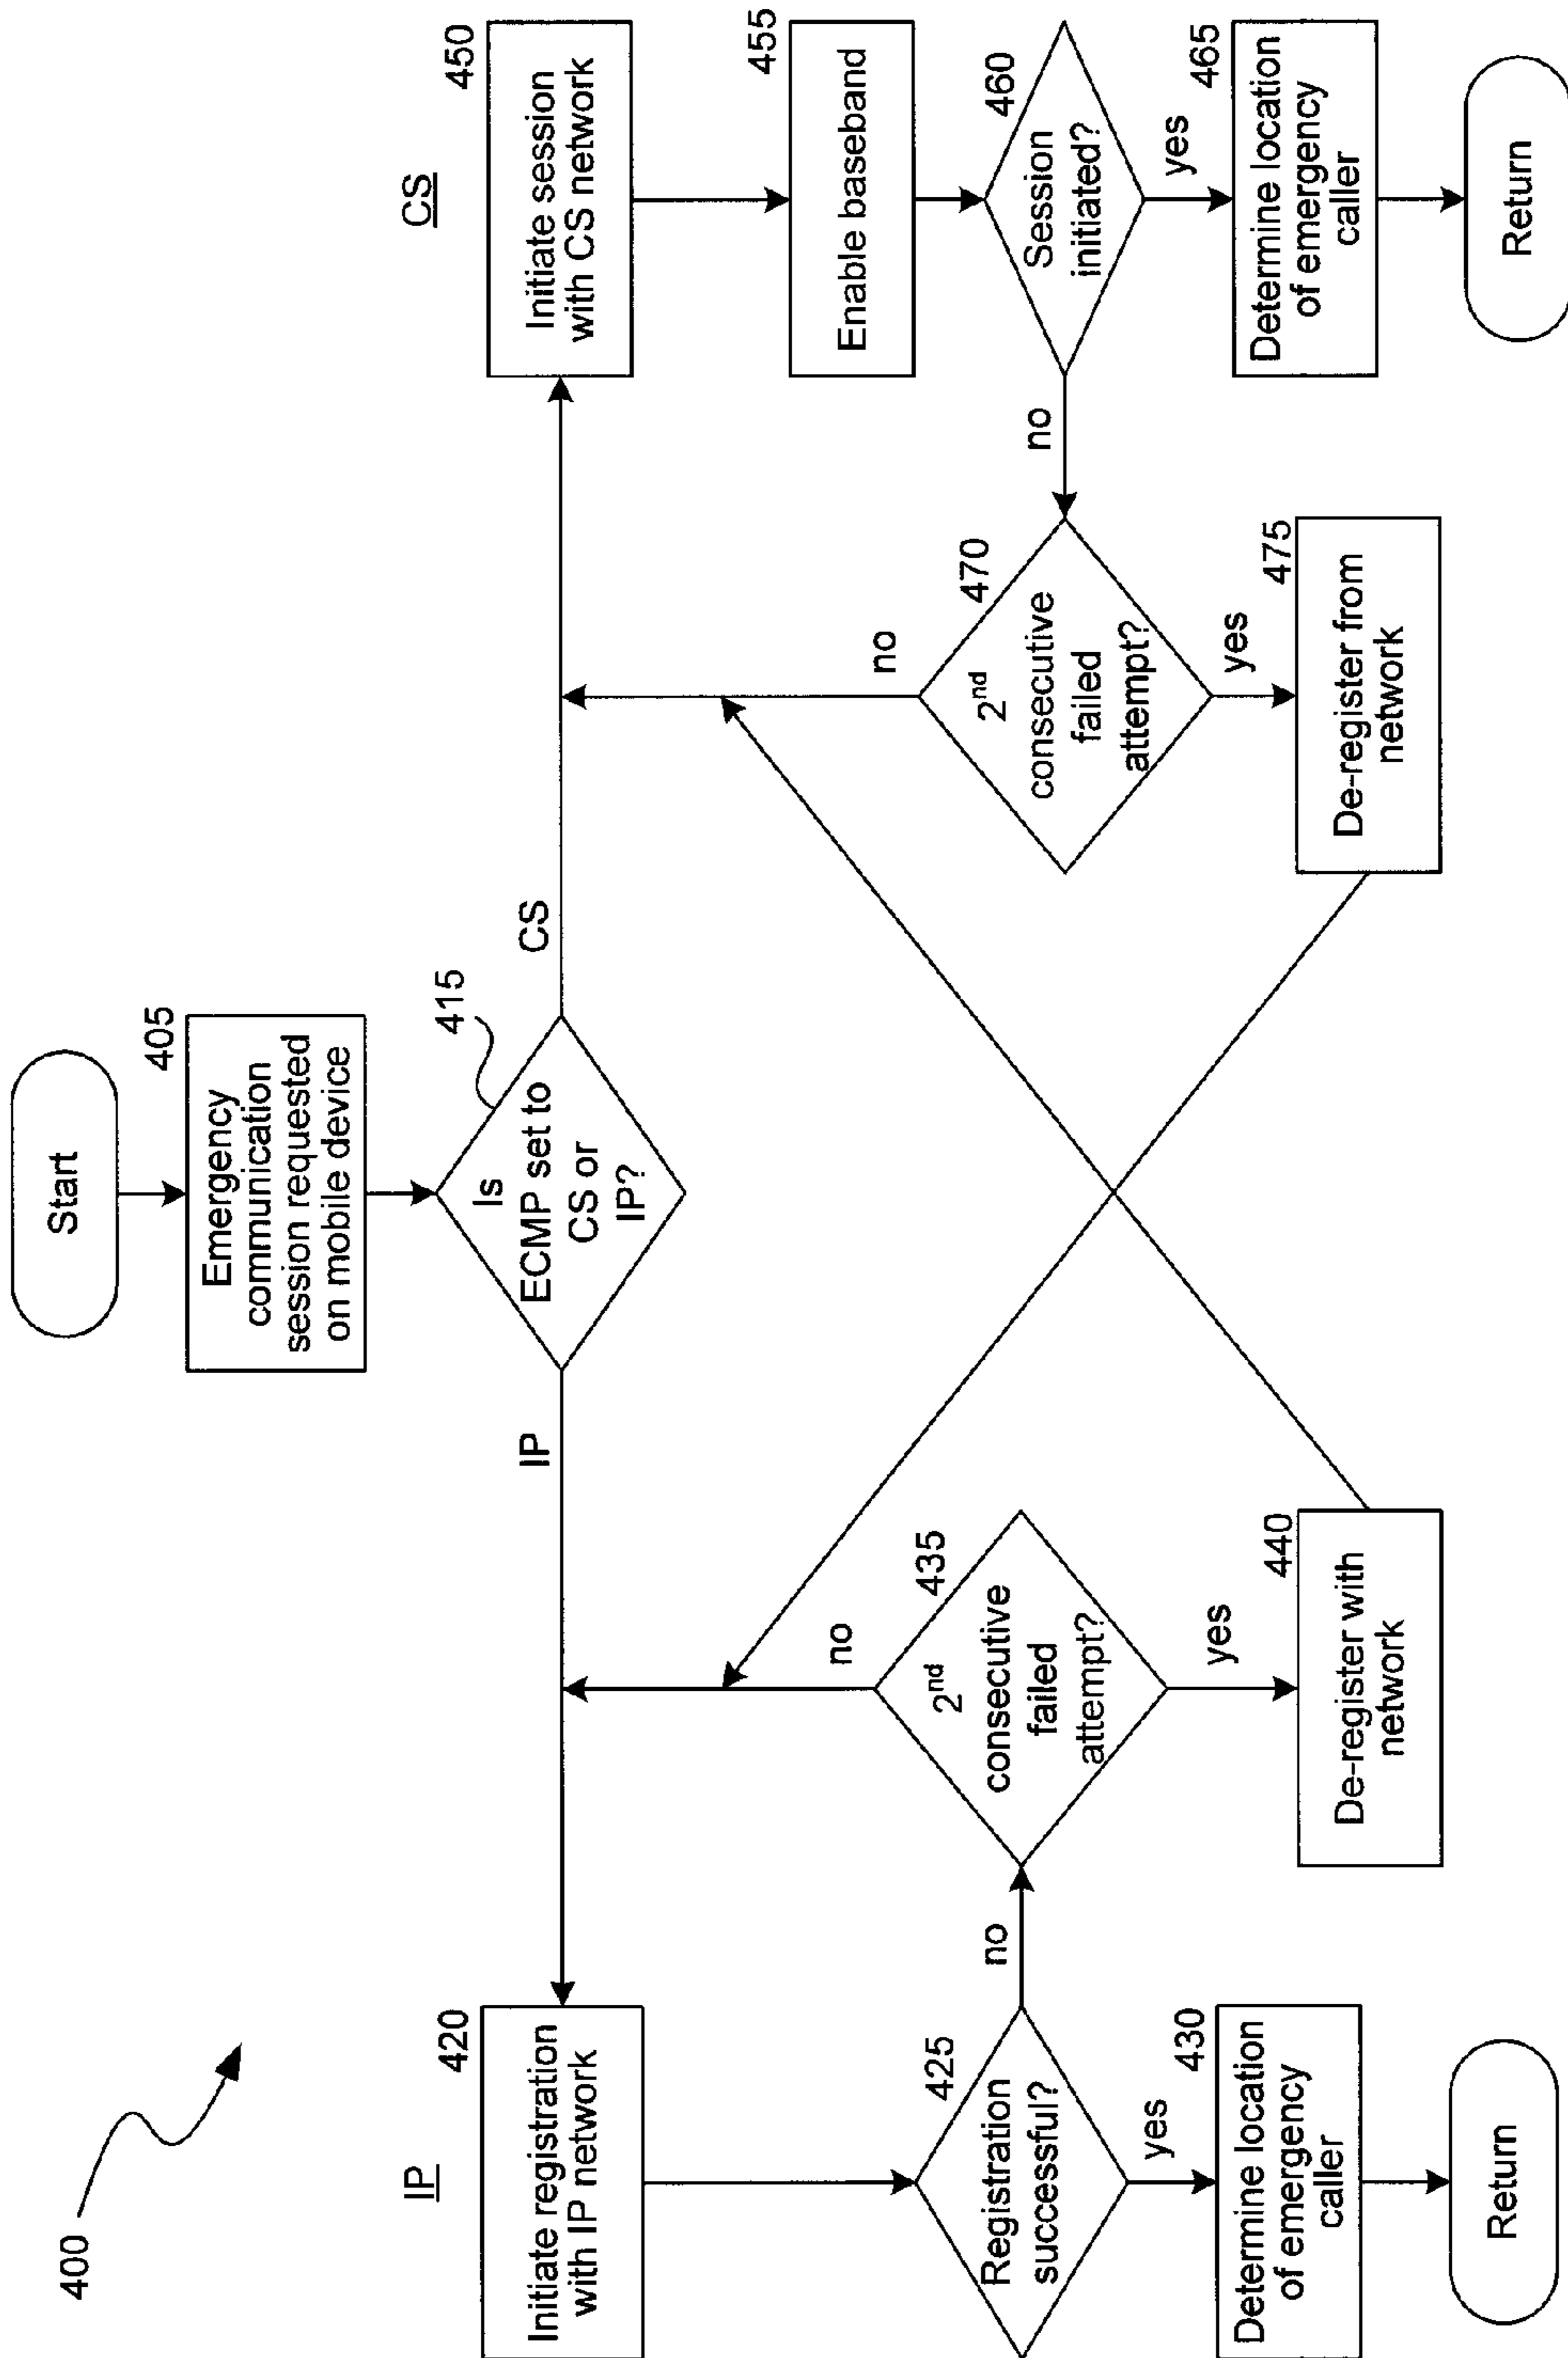 400
Start
405
Emergency
communication
session requested
on mobile device
415
Is
ECMP set to
CS or
IP?
IP
CS
IP
420
Initiate registration
with IP network
425
Registration
successful?
no
yes
430
Determine location
of emergency
caller
Return
435
2nd
consecutive
failed
attempt?
no
yes
440
De-register with
network
CS
450
Initiate session
with CS network
455
Enable baseband
460
Session
initiated?
no
yes
465
Determine location
of emergency
caller
Return
470
2nd
consecutive
failed
attempt?
no
yes
475
De-register from
network